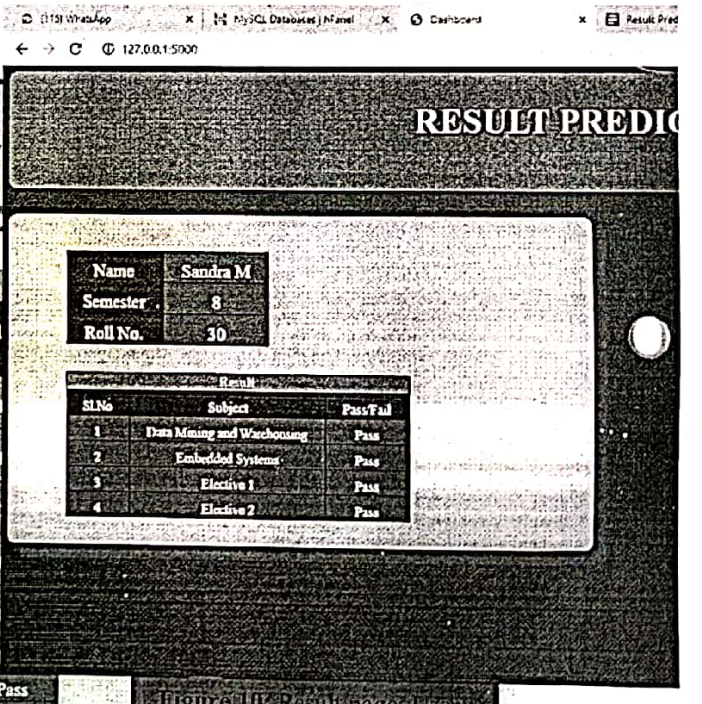 (115) WhatsApp × MySQL Databases | hPanel × Dashboard × Result Pred
127.0.0.1:5000
RESULT PREDIC
Name Sandra M
Semester 8
Roll No. 30
Result
Sl.No Subject Pass/Fail
1 Data Mining and Warehousing Pass
2 Embedded Systems Pass
3 Elective 1 Pass
4 Elective 2 Pass
Pass